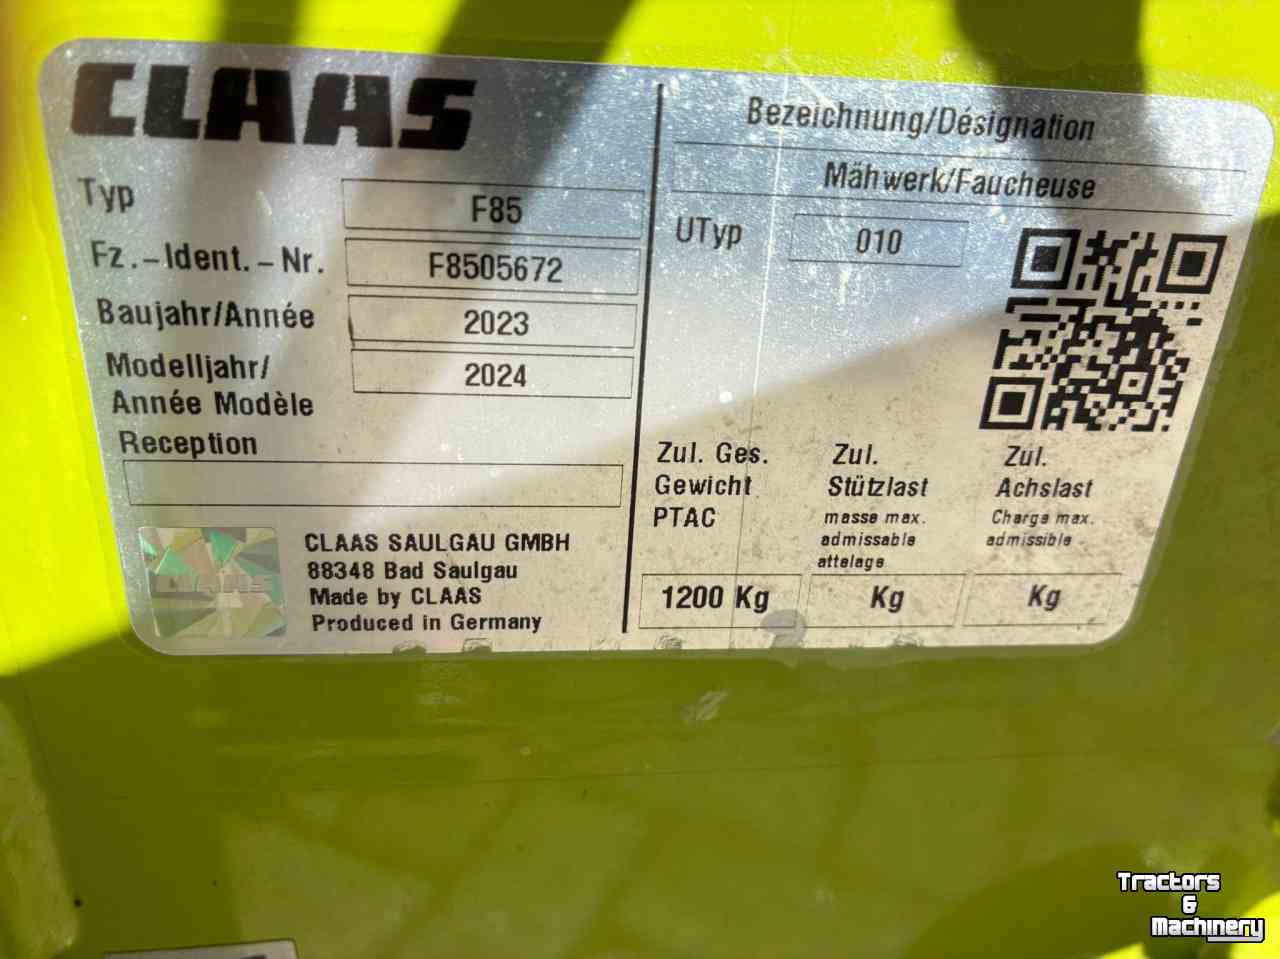 CLAAS
Typ F85
Fz.-Ident.-Nr. F8505672
Baujahr/Année 2023
Modelljahr/
Année Modèle 2024
Reception
CLAAS SAULGAU GMBH
88348 Bad Saulgau
Made by CLAAS
Produced in Germany
CLAAS
Bezeichnung/Désignation
Mähwerk/Faucheuse
UTyp 010
Zul. Ges.
Gewicht
PTAC
1200 Kg
Zul.
Stützlast
masse max.
admissable
attelage
Kg
Zul.
Achslast
Charge max.
admissible
Kg
Tractors
&
Machinery